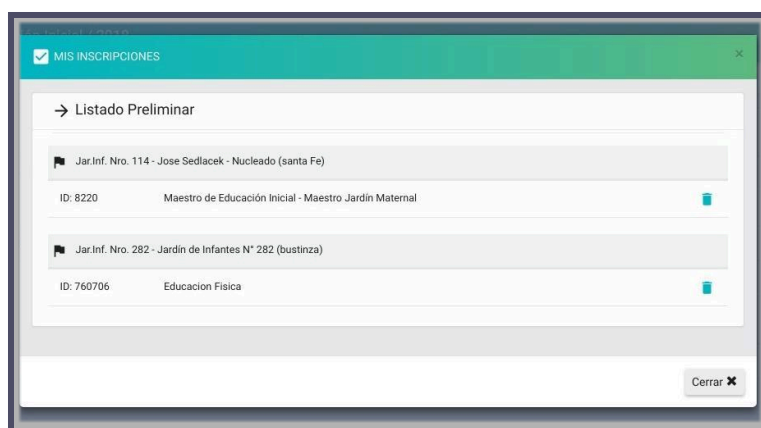 MIS INSCRIPCIONES
×
→ Listado Preliminar
Jar.Inf. Nro. 114 - Jose Sedlacek - Nucleado (santa Fe)
ID: 8220 Maestro de Educación Inicial - Maestro Jardín Maternal
Jar.Inf. Nro. 282 - Jardín de Infantes N° 282 (bustinza)
ID: 760706 Educacion Fisica
Cerrar ✖